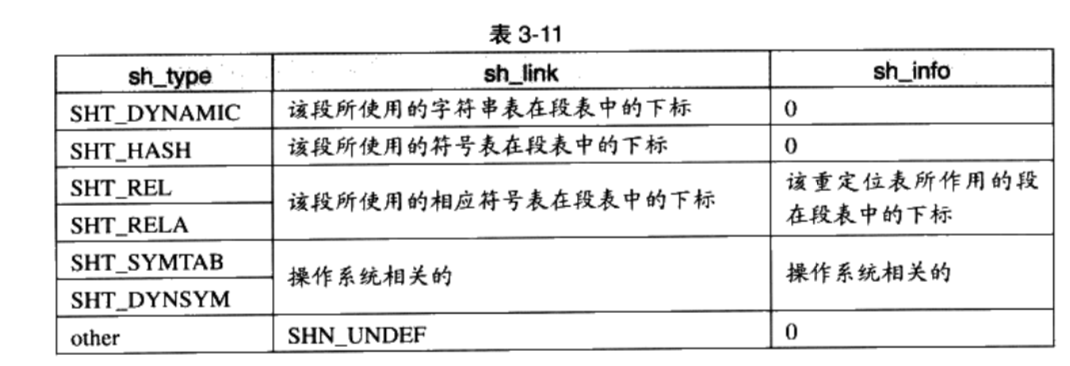 表 3-11
sh_type sh_link sh_info
SHT_DYNAMIC 该段所使用的字符串表在段表中的下标 0
SHT_HASH 该段所使用的符号表在段表中的下标 0
SHT_REL
SHT_RELA
该段所使用的相应符号表在段表中的下标
该重定位表所作用的段
在段表中的下标
SHT_SYMTAB
SHT_DYNSYM
操作系统相关的
操作系统相关的
other SHN_UNDEF 0